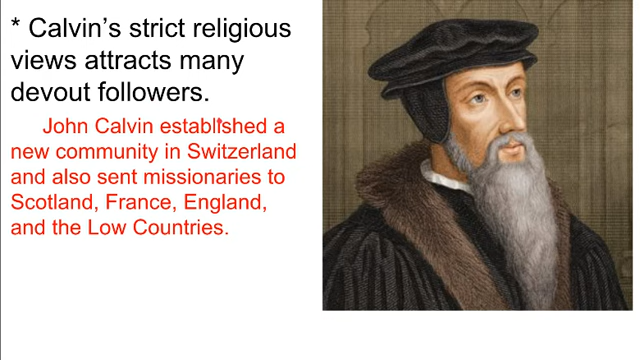 * Calvin's strict religious
views attracts many
devout followers.
John Calvin established a
new community in Switzerland
and also sent missionaries to
Scotland, France, England,
and the Low Countries.